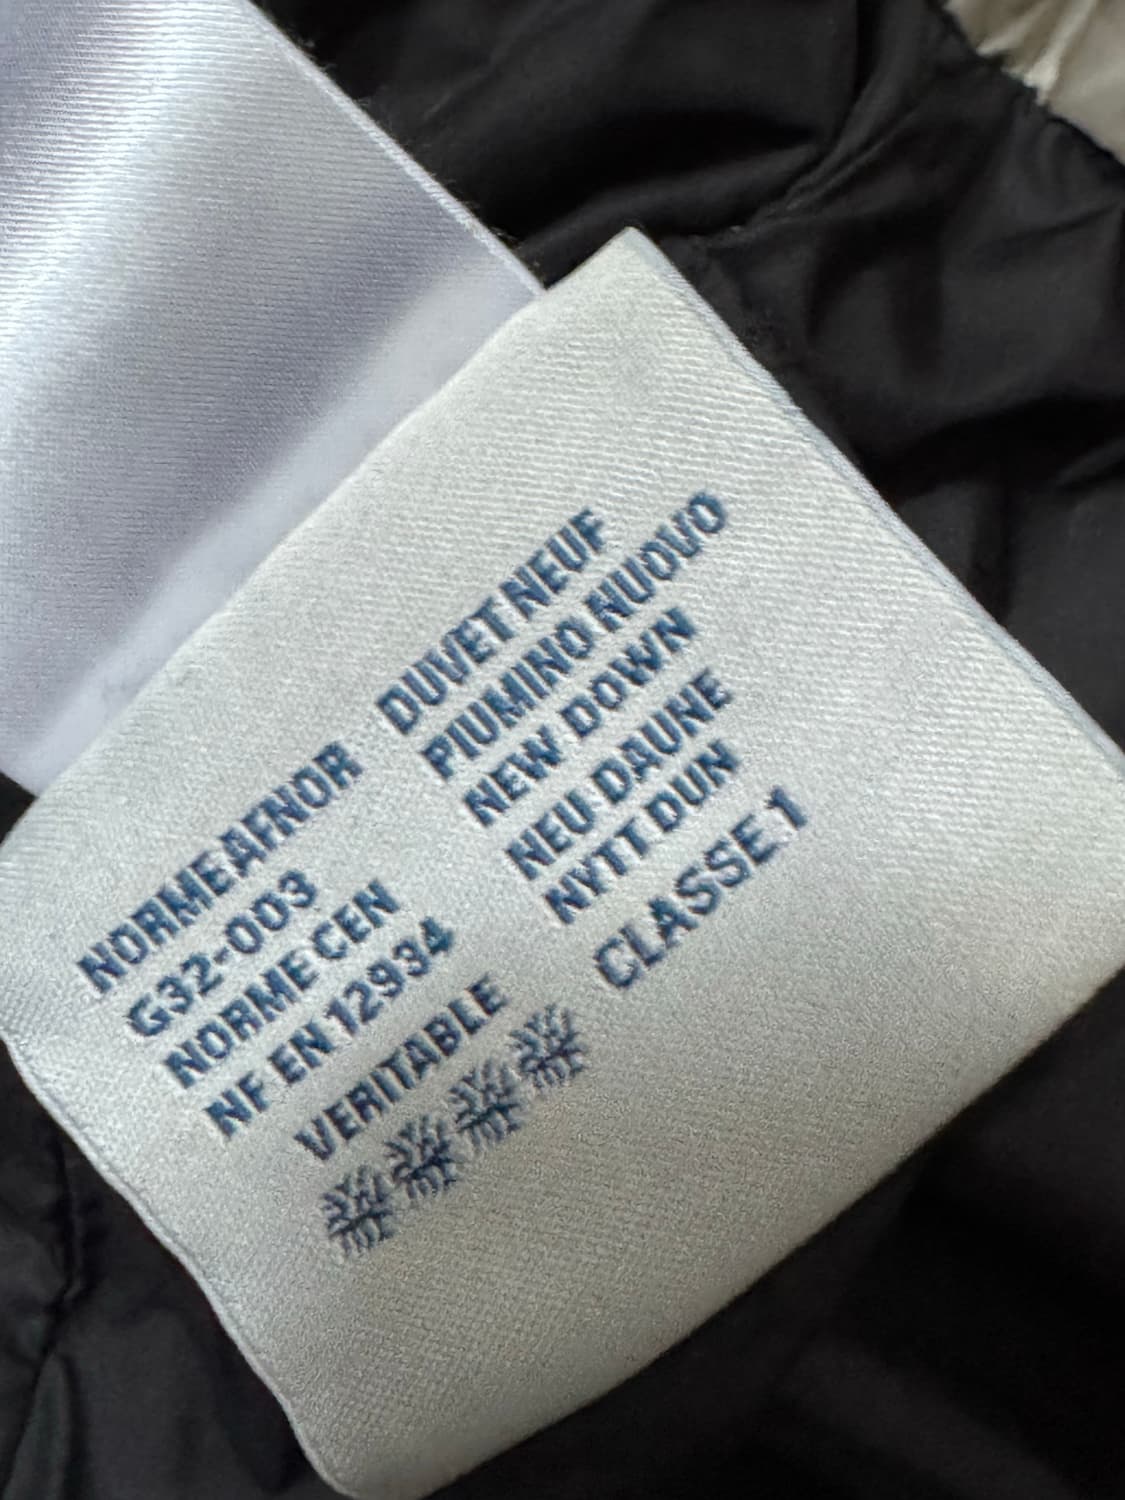 NORME AFNOR DUVET NEUF
G32-003 PIUMINO NUOVO
NORME CEN NEW DOWN
NF EN 12934 NEU DAUNE
VERITABLE NYTT DUN
CLASSE 1